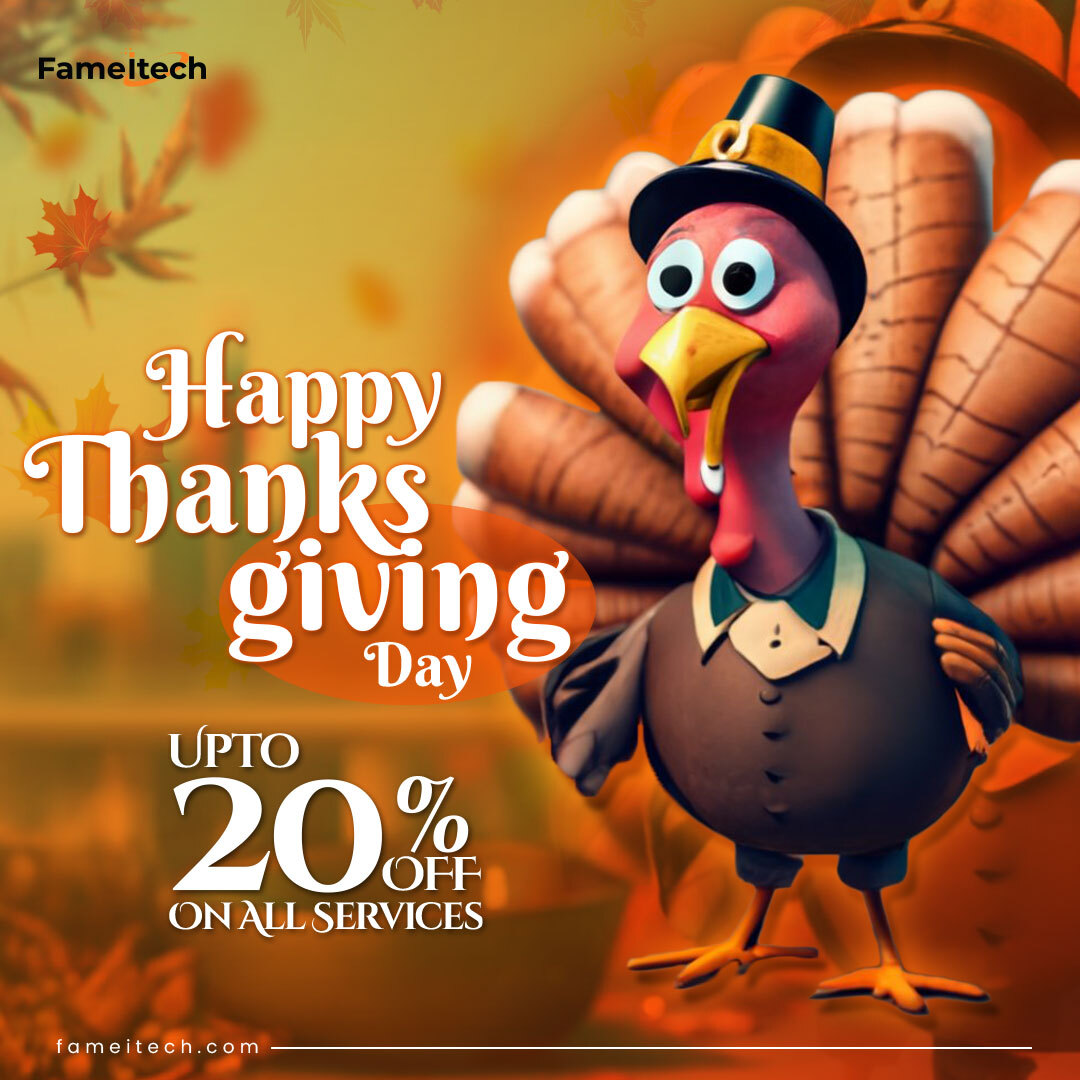 FameItech
Happy
Thanks
giving
Day
UPTO
20%
OFF
ON ALL SERVICES
fameitech.com